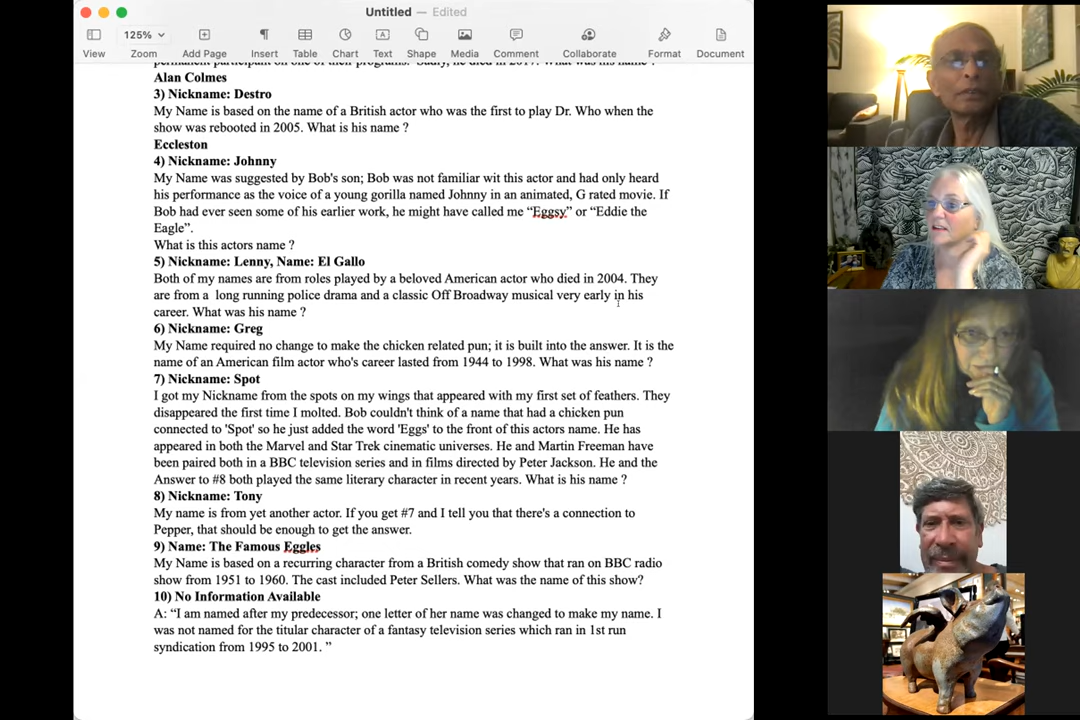 Untitled — Edited
125%
View Zoom Add Page Insert Table Chart Text Shape Media Comment Collaborate Format Document
permanent participant on one of their programs. Sadly, he died in 2017. What was his name ?
Alan Colmes
3) Nickname: Destro
My Name is based on the name of a British actor who was the first to play Dr. Who when the
show was rebooted in 2005. What is his name ?
Eccleston
4) Nickname: Johnny
My Name was suggested by Bob's son; Bob was not familiar wit this actor and had only heard
his performance as the voice of a young gorilla named Johnny in an animated, G rated movie. If
Bob had ever seen some of his earlier work, he might have called me “Eggsy” or “Eddie the
Eagle”.
What is this actors name ?
5) Nickname: Lenny, Name: El Gallo
Both of my names are from roles played by a beloved American actor who died in 2004. They
are from a long running police drama and a classic Off Broadway musical very early in his
career. What was his name ?
6) Nickname: Greg
My Name required no change to make the chicken related pun; it is built into the answer. It is the
name of an American film actor who's career lasted from 1944 to 1998. What was his name ?
7) Nickname: Spot
I got my Nickname from the spots on my wings that appeared with my first set of feathers. They
disappeared the first time I molted. Bob couldn't think of a name that had a chicken pun
connected to 'Spot' so he just added the word 'Eggs' to the front of this actors name. He has
appeared in both the Marvel and Star Trek cinematic universes. He and Martin Freeman have
been paired both in a BBC television series and in films directed by Peter Jackson. He and the
Answer to #8 both played the same literary character in recent years. What is his name ?
8) Nickname: Tony
My name is from yet another actor. If you get #7 and I tell you that there's a connection to
Pepper, that should be enough to get the answer.
9) Name: The Famous Eggles
My Name is based on a recurring character from a British comedy show that ran on BBC radio
show from 1951 to 1960. The cast included Peter Sellers. What was the name of this show?
10) No Information Available
A: “I am named after my predecessor; one letter of her name was changed to make my name. I
was not named for the titular character of a fantasy television series which ran in 1st run
syndication from 1995 to 2001. ”